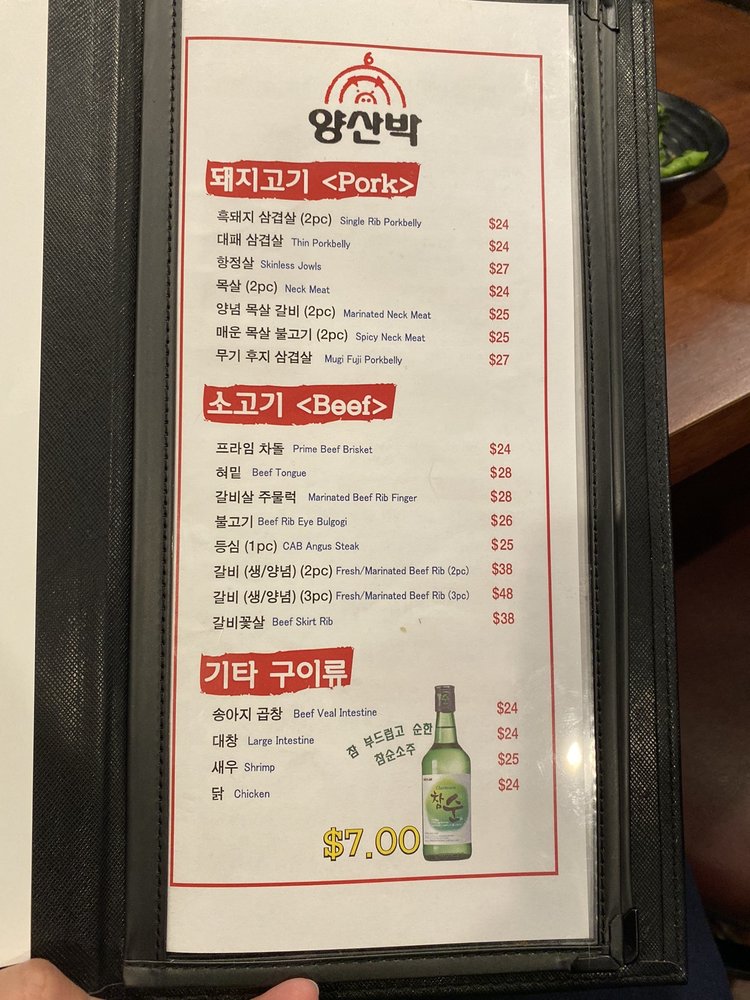 6
양산박
돼지고기 <Pork>
흑돼지 삼겹살 (2pc) Single Rib Porkbelly $24
대패 삼겹살 Thin Porkbelly $24
항정살 Skinless Jowls $27
목살 (2pc) Neck Meat $24
양념 목살 갈비 (2pc) Marinated Neck Meat $25
매운 목살 불고기 (2pc) Spicy Neck Meat $25
무기 후지 삼겹살 Mugi Fuji Porkbelly $27
소고기 <Beef>
프라임 차돌 Prime Beef Brisket $24
혀밑 Beef Tongue $28
갈비살 주물럭 Marinated Beef Rib Finger $28
불고기 Beef Rib Eye Bulgogi $26
등심 (1pc) CAB Angus Steak $25
갈비 (생/양념) (2pc) Fresh/Marinated Beef Rib (2pc) $38
갈비 (생/양념) (3pc) Fresh/Marinated Beef Rib (3pc) $48
갈비꽃살 Beef Skirt Rib $38
기타 구이류
송아지 곱창 Beef Veal Intestine $24
대창 Large Intestine $24
새우 Shrimp $25
닭 Chicken $24
참 부드럽고 순한
참순소주
참순
$7.00